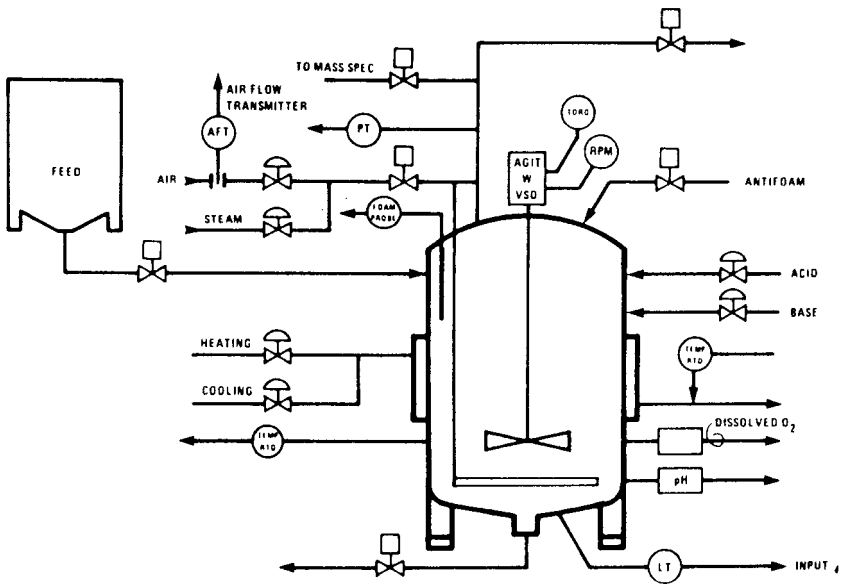 TO MASS SPEC
AIR FLOW
TRANSMITTER
AFT
PT
TORQ
RPM
AGIT
W
VSD
FEED
AIR
ANTIFOAM
STEAM
FOAM
PROBE
ACID
BASE
HEATING
TEMP
RTD
COOLING
DISSOLVED O2
TEMP
RTD
pH
LT
INPUT